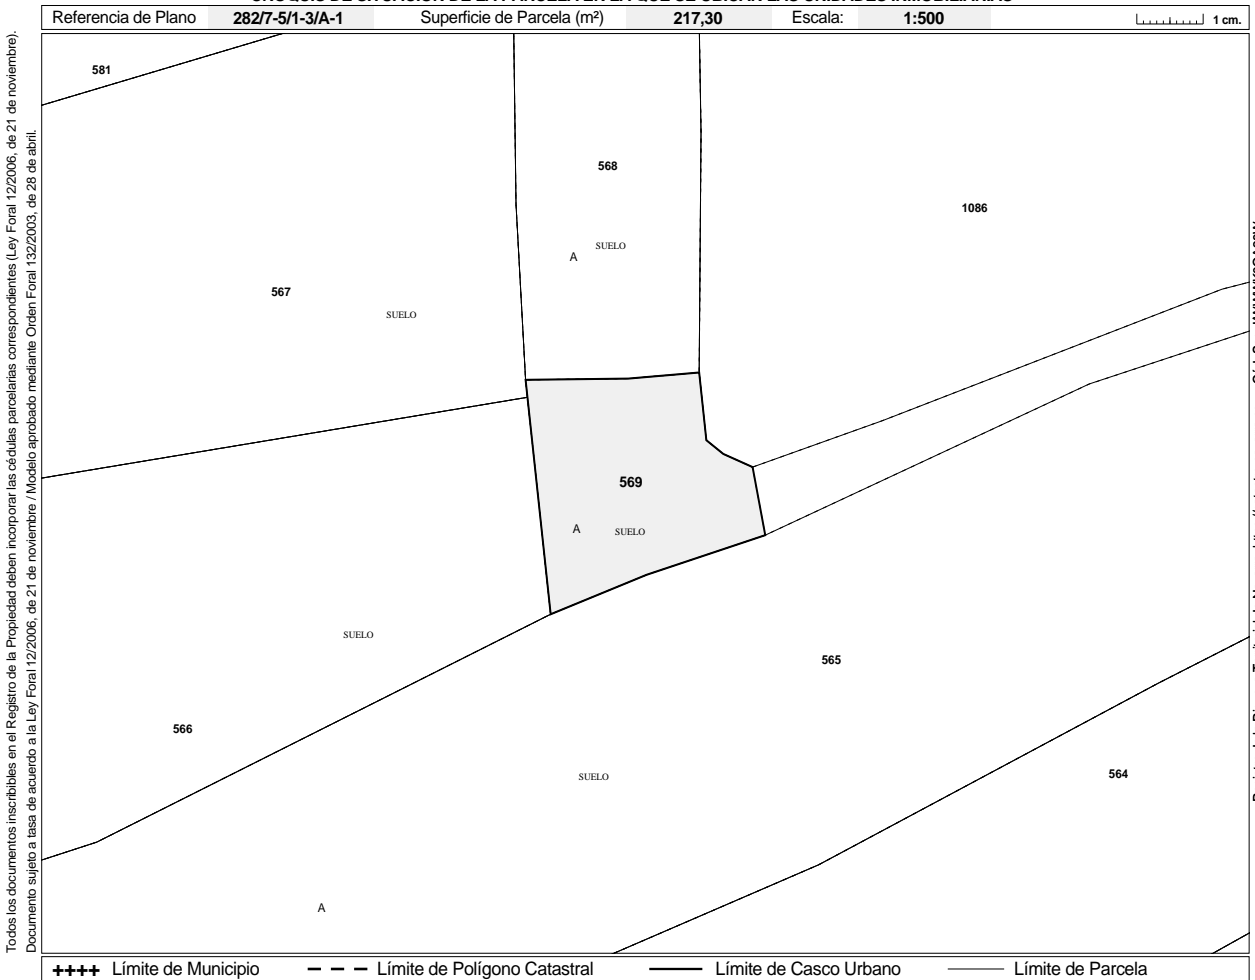 Referencia de Plano 282/7-5/1-3/A-1 Superficie de Parcela (m²) 217,30 Escala: 1:500 1 cm.
Todos los documentos inscribibles en el Registro de la Propiedad deben incorporar las cédulas parcelarias correspondientes (Ley Foral 12/2006, de 21 de noviembre).
Documento sujeto a tasa de acuerdo a la Ley Foral 12/2006, de 21 de noviembre / Modelo aprobado mediante Orden Foral 132/2003, de 28 de abril.
581
568
1086
SUELO
A
567
SUELO
569
A
SUELO
SUELO
565
566
SUELO
564
A
++++ Límite de Municipio
Límite de Polígono Catastral
Límite de Casco Urbano
Límite de Parcela